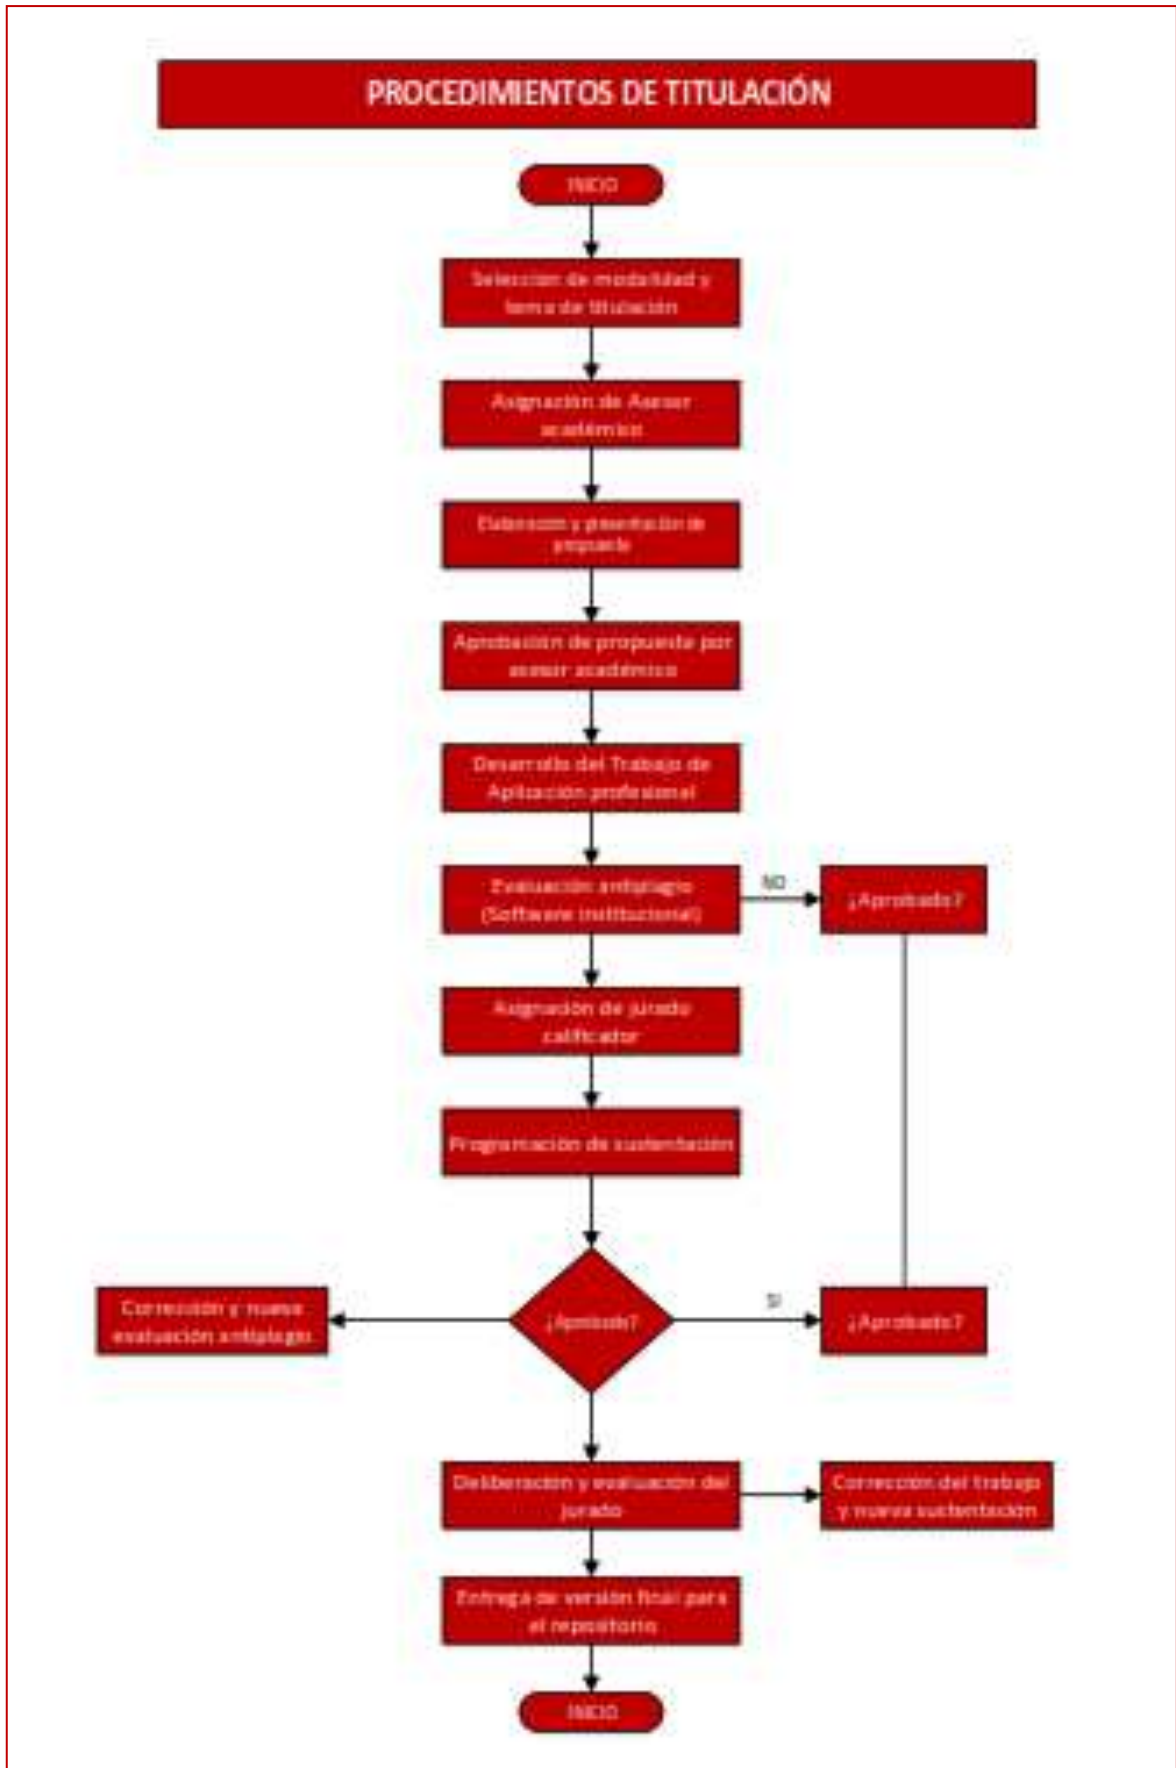 PROCEDIMIENTOS DE TITULACIÓN
INICIO
Selección de modalidad y
tema de titulación
Asignación de Asesor
académico
Elaboración y presentación de
propuesta
Aprobación de propuesta por
asesor académico
Desarrollo del Trabajo de
Aplicación profesional
Evaluación antiplagio
(Software institucional)
NO
¿Aprobado?
Asignación de jurado
calificador
Programación de sustentación
Corrección y nueva
evaluación antiplagio
¿Aprobado?
SI
¿Aprobado?
Deliberación y evaluación del
jurado
Corrección del trabajo
y nueva sustentación
Entrega de versión final para
el repositorio
INICIO